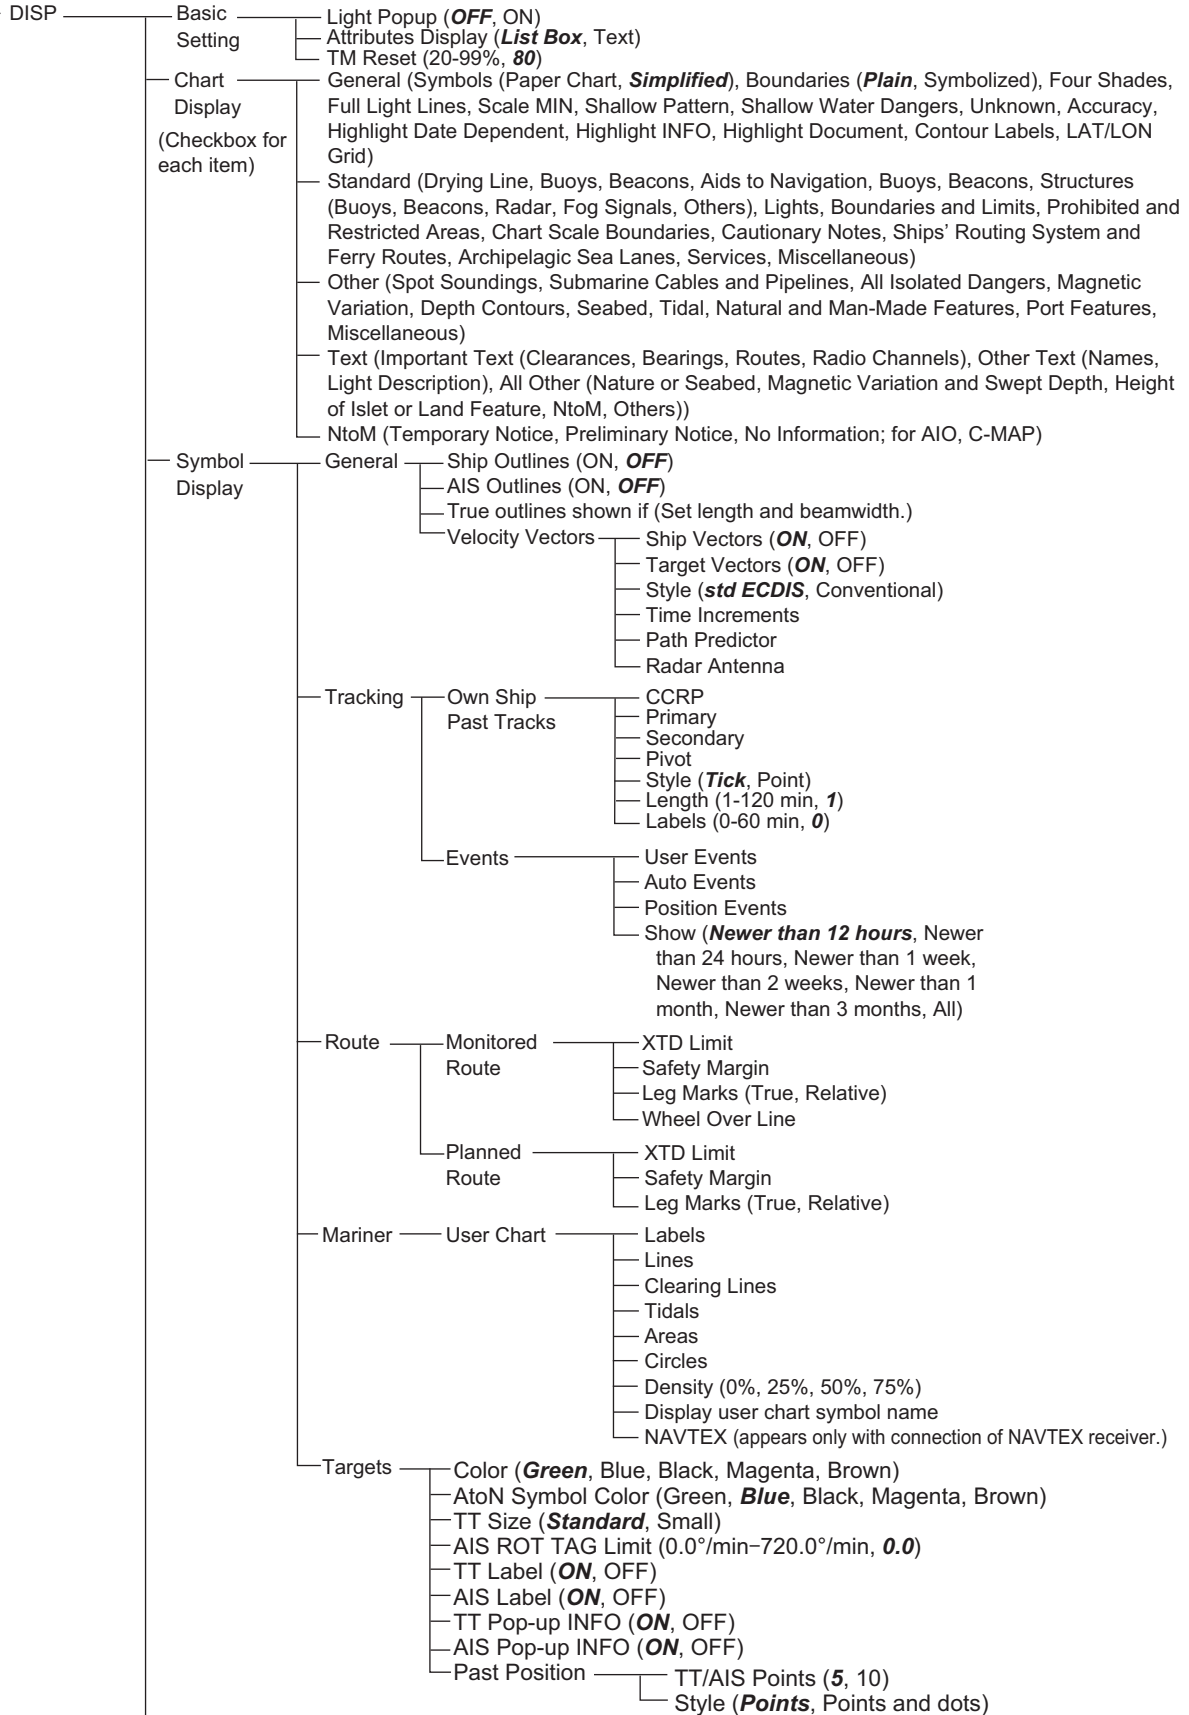 DISP
Basic Setting
Light Popup (OFF, ON)
Attributes Display (List Box, Text)
TM Reset (20-99%, 80)
Chart Display
(Checkbox for each item)
General (Symbols (Paper Chart, Simplified), Boundaries (Plain, Symbolized), Four Shades,
Full Light Lines, Scale MIN, Shallow Pattern, Shallow Water Dangers, Unknown, Accuracy,
Highlight Date Dependent, Highlight INFO, Highlight Document, Contour Labels, LAT/LON
Grid)
Standard (Drying Line, Buoys, Beacons, Aids to Navigation, Buoys, Beacons, Structures
(Buoys, Beacons, Radar, Fog Signals, Others), Lights, Boundaries and Limits, Prohibited and
Restricted Areas, Chart Scale Boundaries, Cautionary Notes, Ships' Routing System and
Ferry Routes, Archipelagic Sea Lanes, Services, Miscellaneous)
Other (Spot Soundings, Submarine Cables and Pipelines, All Isolated Dangers, Magnetic
Variation, Depth Contours, Seabed, Tidal, Natural and Man-Made Features, Port Features,
Miscellaneous)
Text (Important Text (Clearances, Bearings, Routes, Radio Channels), Other Text (Names,
Light Description), All Other (Nature or Seabed, Magnetic Variation and Swept Depth, Height
of Islet or Land Feature, NtoM, Others))
NtoM (Temporary Notice, Preliminary Notice, No Information; for AIO, C-MAP)
Symbol Display
General
Ship Outlines (ON, OFF)
AIS Outlines (ON, OFF)
True outlines shown if (Set length and beamwidth.)
Velocity Vectors
Ship Vectors (ON, OFF)
Target Vectors (ON, OFF)
Style (std ECDIS, Conventional)
Time Increments
Path Predictor
Radar Antenna
Tracking
Own Ship
Past Tracks
CCRP
Primary
Secondary
Pivot
Style (Tick, Point)
Length (1-120 min, 1)
Labels (0-60 min, 0)
Events
User Events
Auto Events
Position Events
Show (Newer than 12 hours, Newer
than 24 hours, Newer than 1 week,
Newer than 2 weeks, Newer than 1
month, Newer than 3 months, All)
Route
Monitored
Route
XTD Limit
Safety Margin
Leg Marks (True, Relative)
Wheel Over Line
Planned
Route
XTD Limit
Safety Margin
Leg Marks (True, Relative)
Mariner
User Chart
Labels
Lines
Clearing Lines
Tidals
Areas
Circles
Density (0%, 25%, 50%, 75%)
Display user chart symbol name
NAVTEX (appears only with connection of NAVTEX receiver.)
Targets
Color (Green, Blue, Black, Magenta, Brown)
AtoN Symbol Color (Green, Blue, Black, Magenta, Brown)
TT Size (Standard, Small)
AIS ROT TAG Limit (0.0°/min–720.0°/min, 0.0)
TT Label (ON, OFF)
AIS Label (ON, OFF)
TT Pop-up INFO (ON, OFF)
AIS Pop-up INFO (ON, OFF)
Past Position
TT/AIS Points (5, 10)
Style (Points, Points and dots)